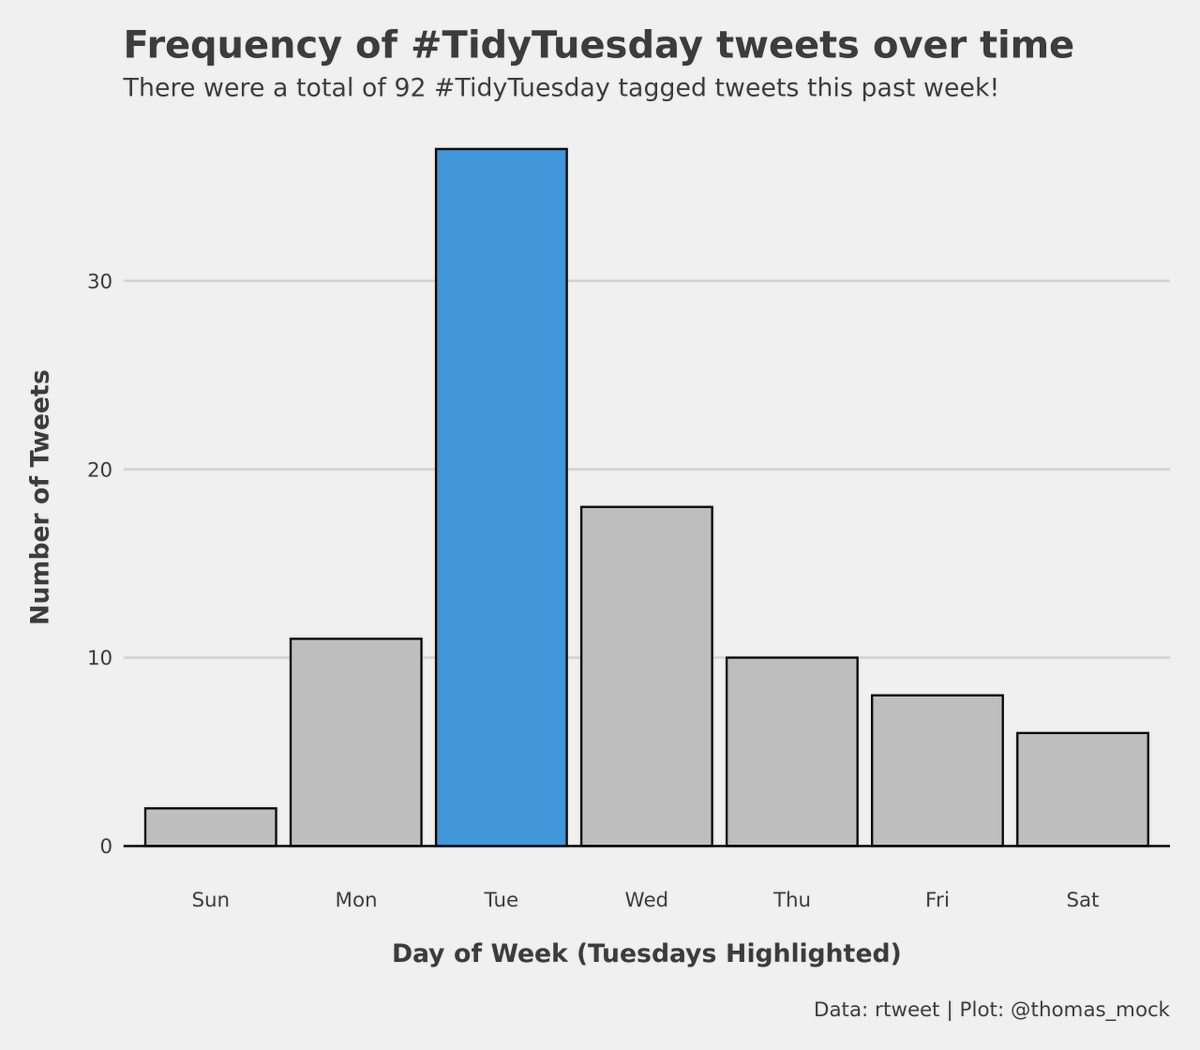 Frequency of #TidyTuesday tweets over time
There were a total of 92 #TidyTuesday tagged tweets this past week!
Number of Tweets
30
20
10
0
Sun Mon Tue Wed Thu Fri Sat
Day of Week (Tuesdays Highlighted)
Data: rtweet | Plot: @thomas_mock